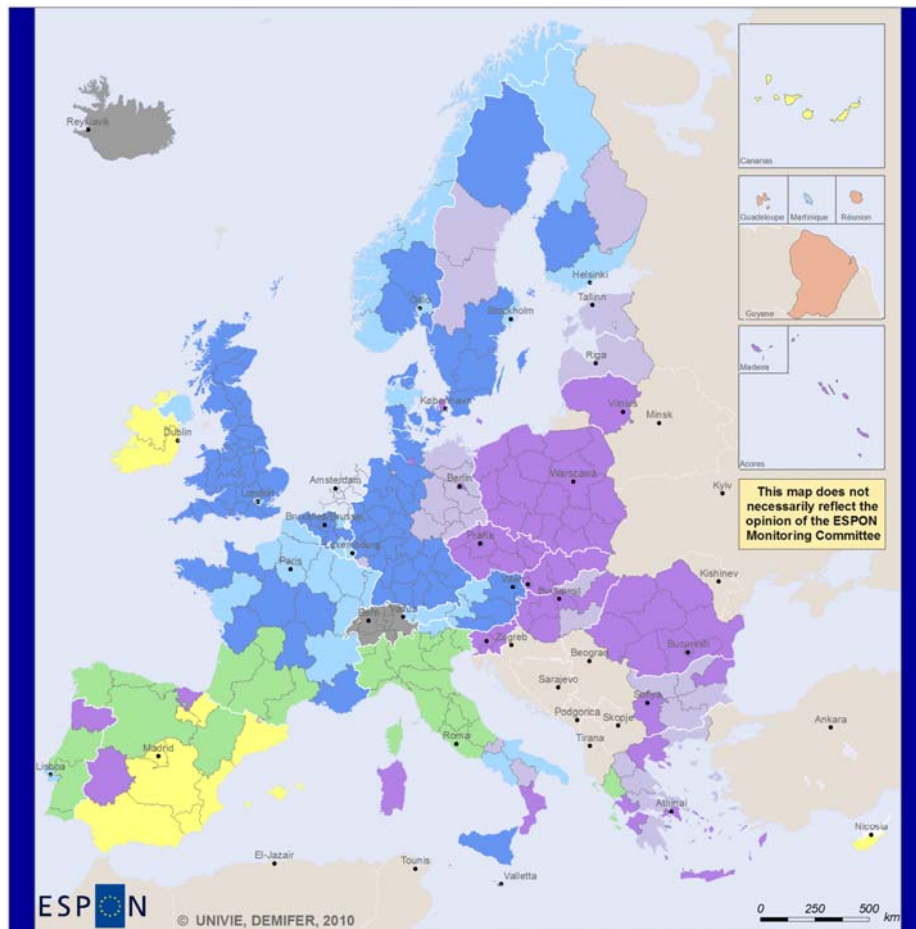 Reykjavik
Canarias
Guadeloupe
Martinique
Réunion
Guyane
Madeira
Acores
This map does not
necessarily reflect the
opinion of the ESPON
Monitoring Committee
Helsinki
Oslo
Tallinn
Stockholm
Riga
København
Vilnius
Minsk
Dublin
Amsterdam
Berlin
Warszawa
London
Kyiv
Praha
Luxembourg
Paris
Kishinev
Budapest
Bern
Zagreb
Bucuresti
Beograd
Sarajevo
Sofiya
Podgorica
Skopje
Roma
Tirana
Ankara
Madrid
Lisboa
Athinai
Nicosia
El-Jazair
Tounis
Valletta
ESPON
© UNIVIE, DEMIFER, 2010
0 250 500
km